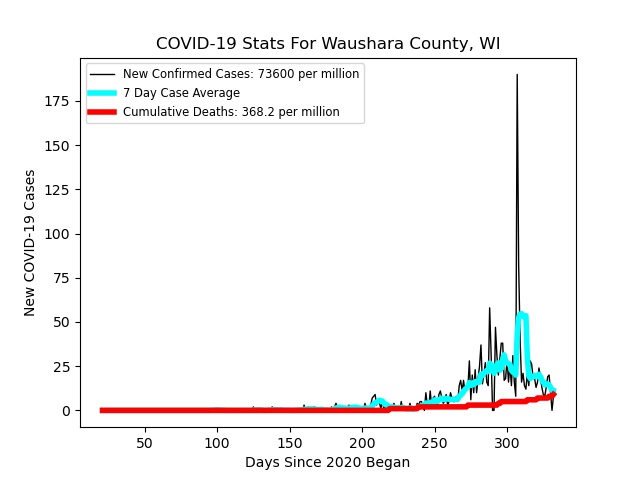 COVID-19 Stats For Waushara County, WI
New Confirmed Cases: 73600 per million
7 Day Case Average
Cumulative Deaths: 368.2 per million
New COVID-19 Cases
175
150
125
100
75
50
25
0
50
100
150
200
250
300
Days Since 2020 Began